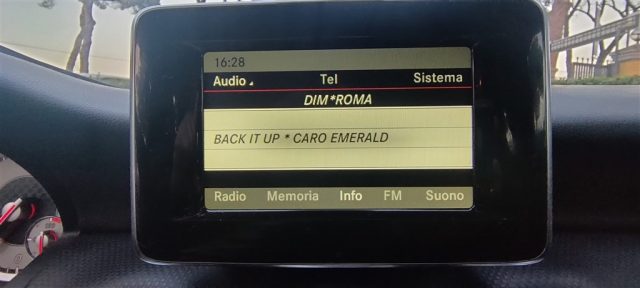 16:28
Audio Tel Sistema
DIM*ROMA
BACK IT UP * CARO EMERALD
Radio Memoria Info FM Suono